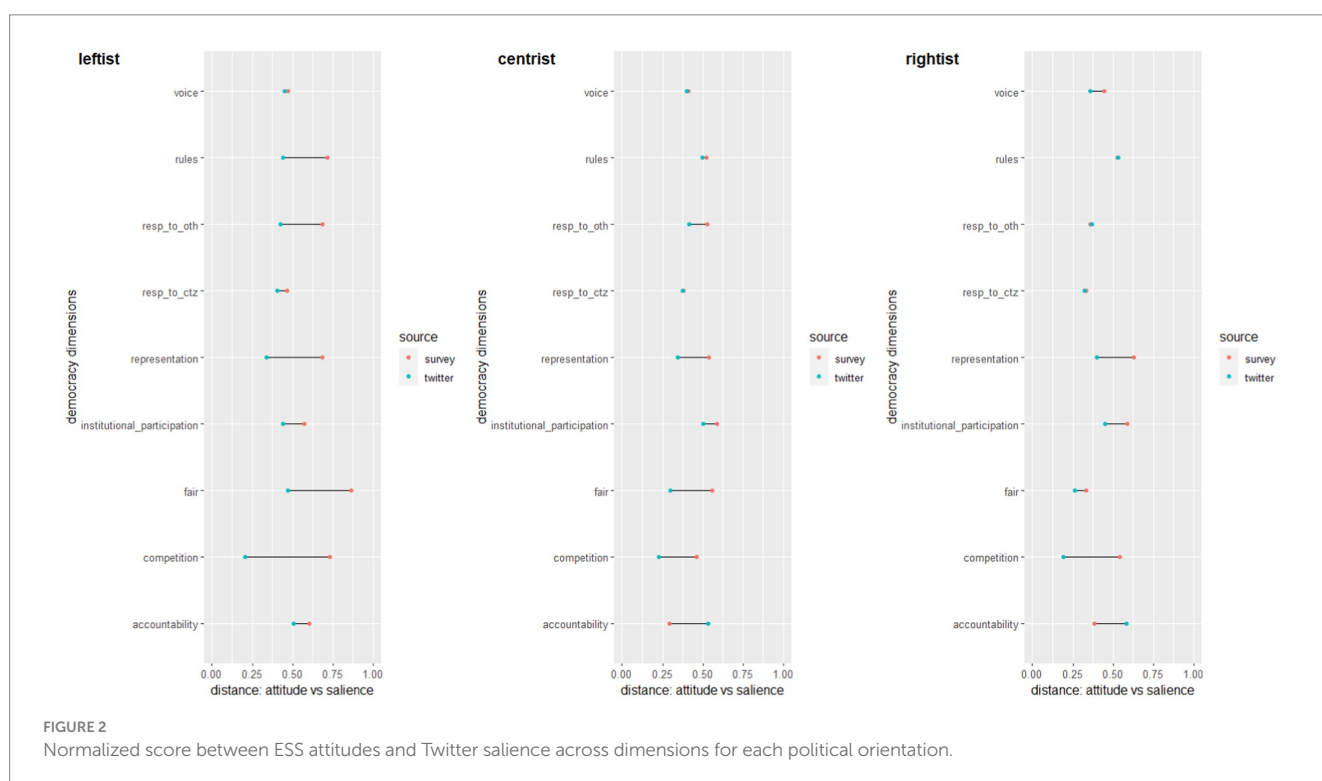 leftist
voice
rules
resp_to_oth
resp_to_ctz
representation
institutional_participation
fair
competition
accountability
democracy dimensions
0.00 0.25 0.50 0.75 1.00
distance: attitude vs salience
source
survey
twitter
centrist
voice
rules
resp_to_oth
resp_to_ctz
representation
institutional_participation
fair
competition
accountability
democracy dimensions
0.00 0.25 0.50 0.75 1.00
distance: attitude vs salience
source
survey
twitter
rightist
voice
rules
resp_to_oth
resp_to_ctz
representation
institutional_participation
fair
competition
accountability
democracy dimensions
0.00 0.25 0.50 0.75 1.00
distance: attitude vs salience
source
survey
twitter
FIGURE 2
Normalized score between ESS attitudes and Twitter salience across dimensions for each political orientation.